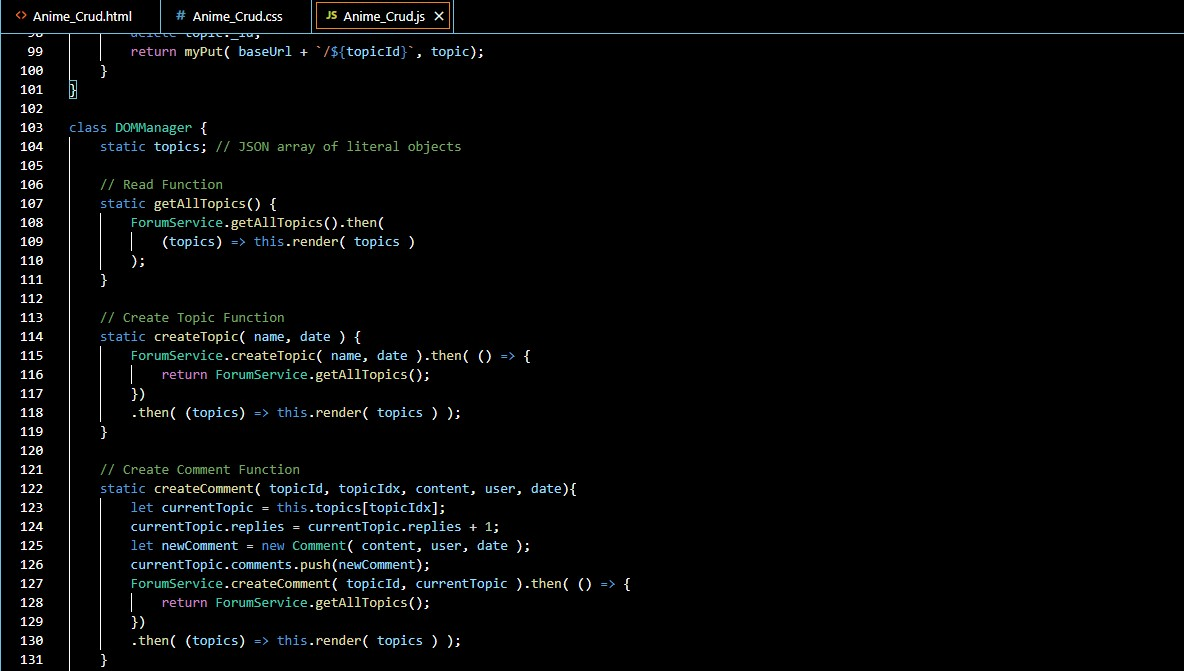 <> Anime_Crud.html # Anime_Crud.css JS Anime_Crud.js ×
98 delete topic._id;
99 return myPut( baseUrl + `/${topicId}`, topic);
100 }
101 }
102
103 class DOMManager {
104 static topics; // JSON array of literal objects
105
106 // Read Function
107 static getAllTopics() {
108 ForumService.getAllTopics().then(
109 (topics) => this.render( topics )
110 );
111 }
112
113 // Create Topic Function
114 static createTopic( name, date ) {
115 ForumService.createTopic( name, date ).then( () => {
116 return ForumService.getAllTopics();
117 })
118 .then( (topics) => this.render( topics ) );
119 }
120
121 // Create Comment Function
122 static createComment( topicId, topicIdx, content, user, date){
123 let currentTopic = this.topics[topicIdx];
124 currentTopic.replies = currentTopic.replies + 1;
125 let newComment = new Comment( content, user, date );
126 currentTopic.comments.push(newComment);
127 ForumService.createComment( topicId, currentTopic ).then( () => {
128 return ForumService.getAllTopics();
129 })
130 .then( (topics) => this.render( topics ) );
131 }